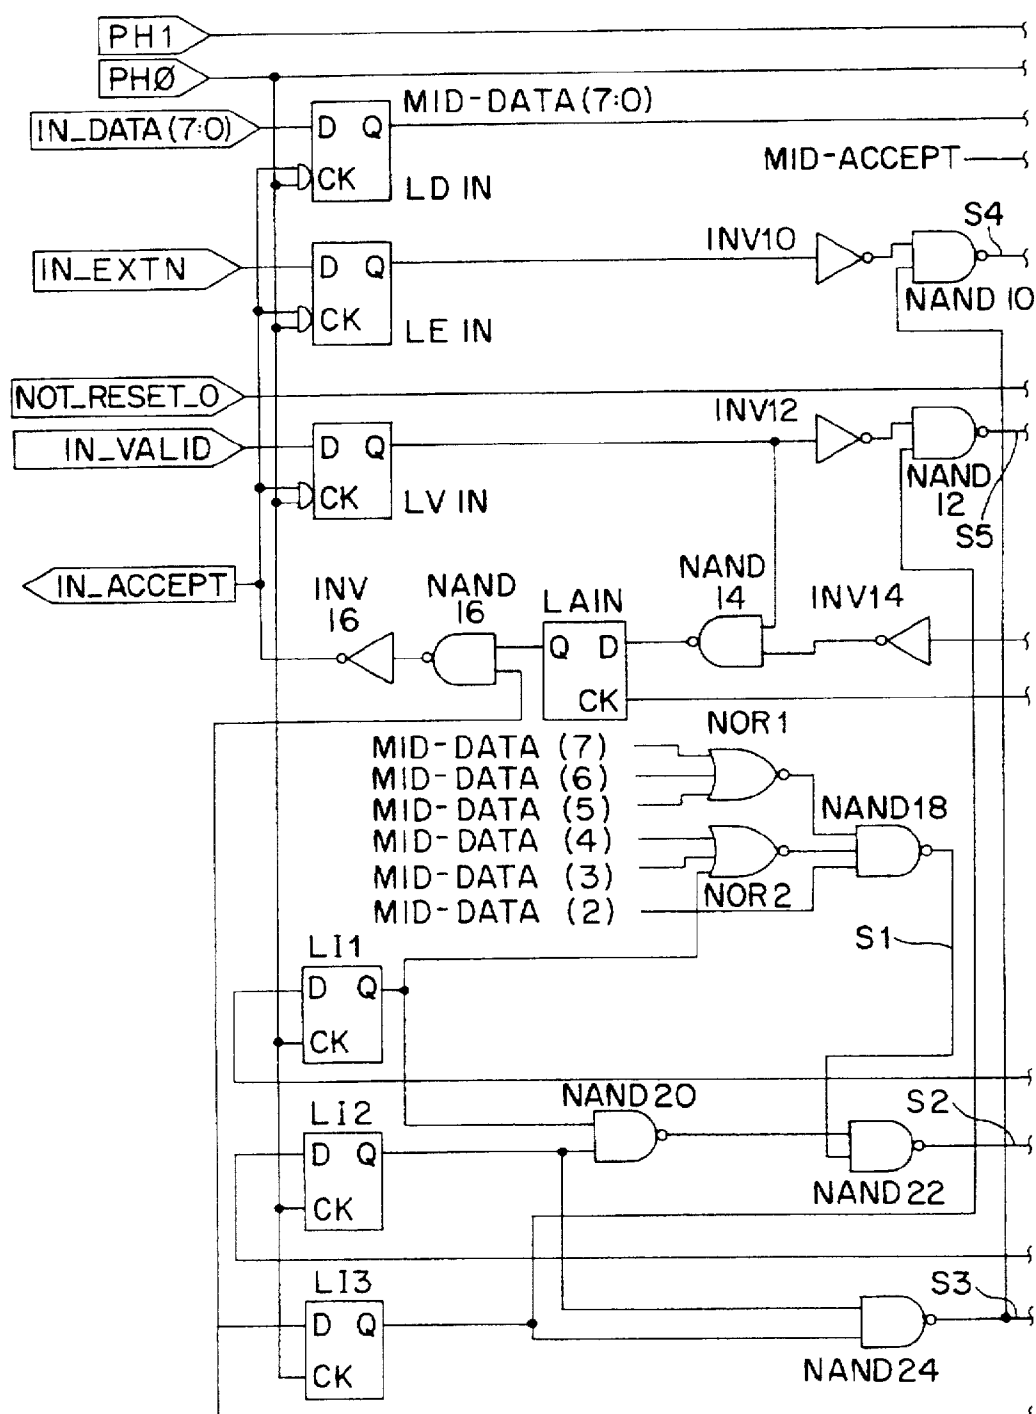 PH1
PHØ
MID-DATA(7:0)
IN_DATA(7:0)
D Q
MID-ACCEPT
CK
LD IN
S4
INV10
IN_EXTN
D Q
NAND 10
CK
LE IN
NOT_RESET_0
INV12
IN_VALID
D Q
CK
LV IN
NAND
12
S5
IN_ACCEPT
INV
16
NAND
16
LAIN
NAND
14
INV14
Q D
CK
NOR1
MID-DATA (7)
MID-DATA (6)
MID-DATA (5)
NAND18
MID-DATA (4)
MID-DATA (3)
NOR2
MID-DATA (2)
S1
LI1
D Q
CK
NAND20
S2
LI2
D Q
NAND22
CK
LI3
S3
D Q
NAND24
CK